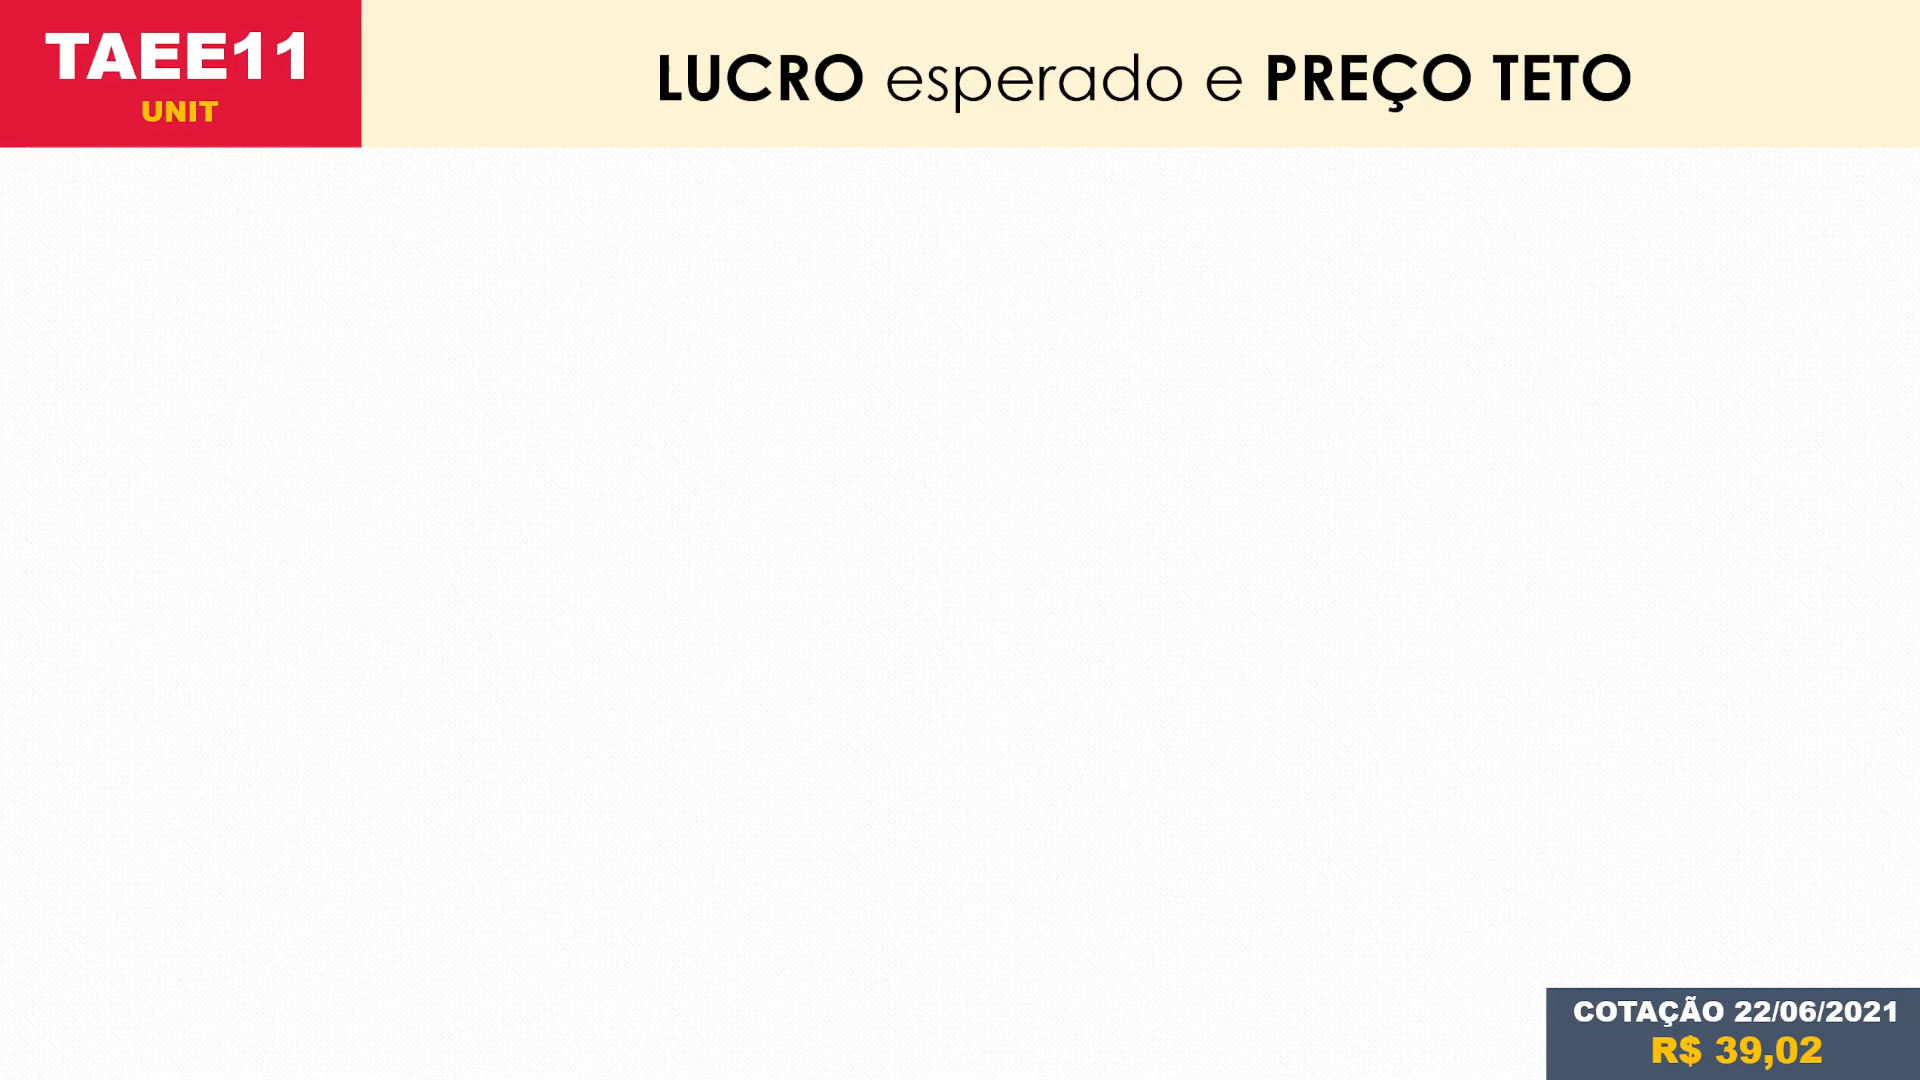 TAEE11
UNIT
LUCRO esperado e PREÇO TETO
COTAÇÃO 22/06/2021
R$ 39,02